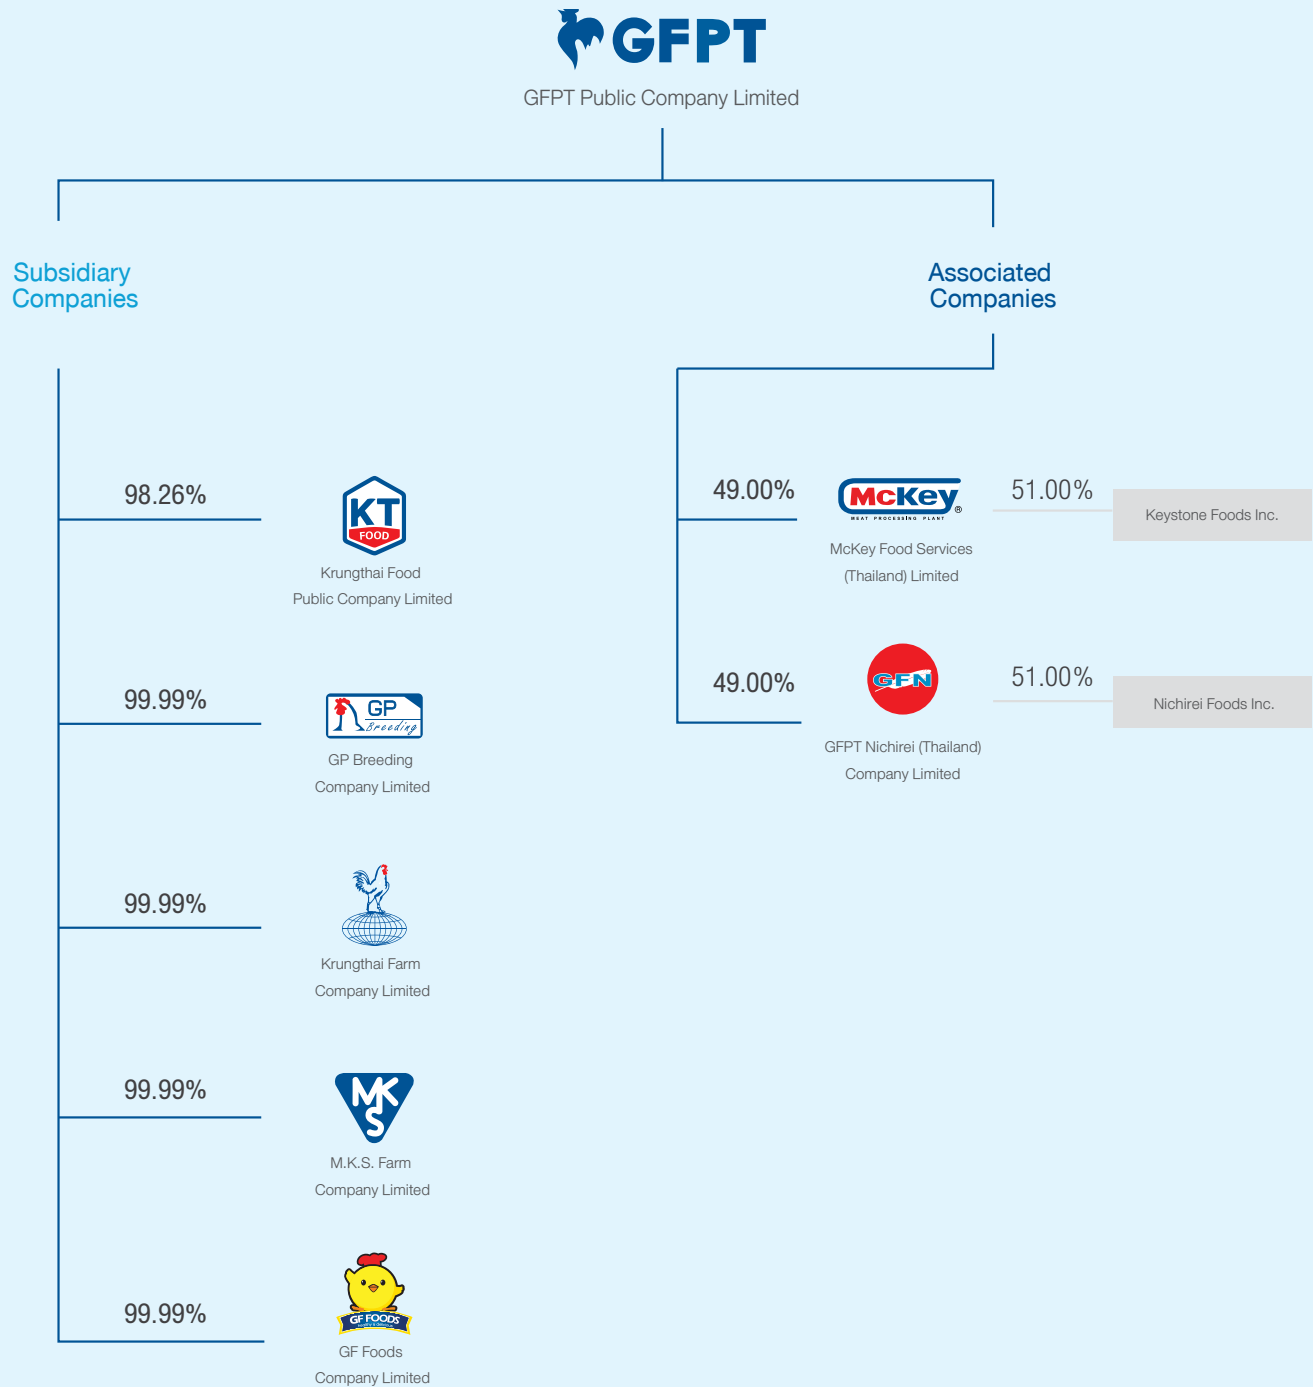 GFPT
GFPT Public Company Limited
Subsidiary
Companies
98.26%
KT
FOOD
Krungthai Food
Public Company Limited
99.99%
GP
Breeding
GP Breeding
Company Limited
99.99%
Krungthai Farm
Company Limited
99.99%
MKS
M.K.S. Farm
Company Limited
99.99%
GF FOODS
GF Foods
Company Limited
Associated
Companies
49.00%
McKey®
MEAT PROCESSING PLANT
McKey Food Services
(Thailand) Limited
51.00%
Keystone Foods Inc.
49.00%
GFN
GFPT Nichirei (Thailand)
Company Limited
51.00%
Nichirei Foods Inc.